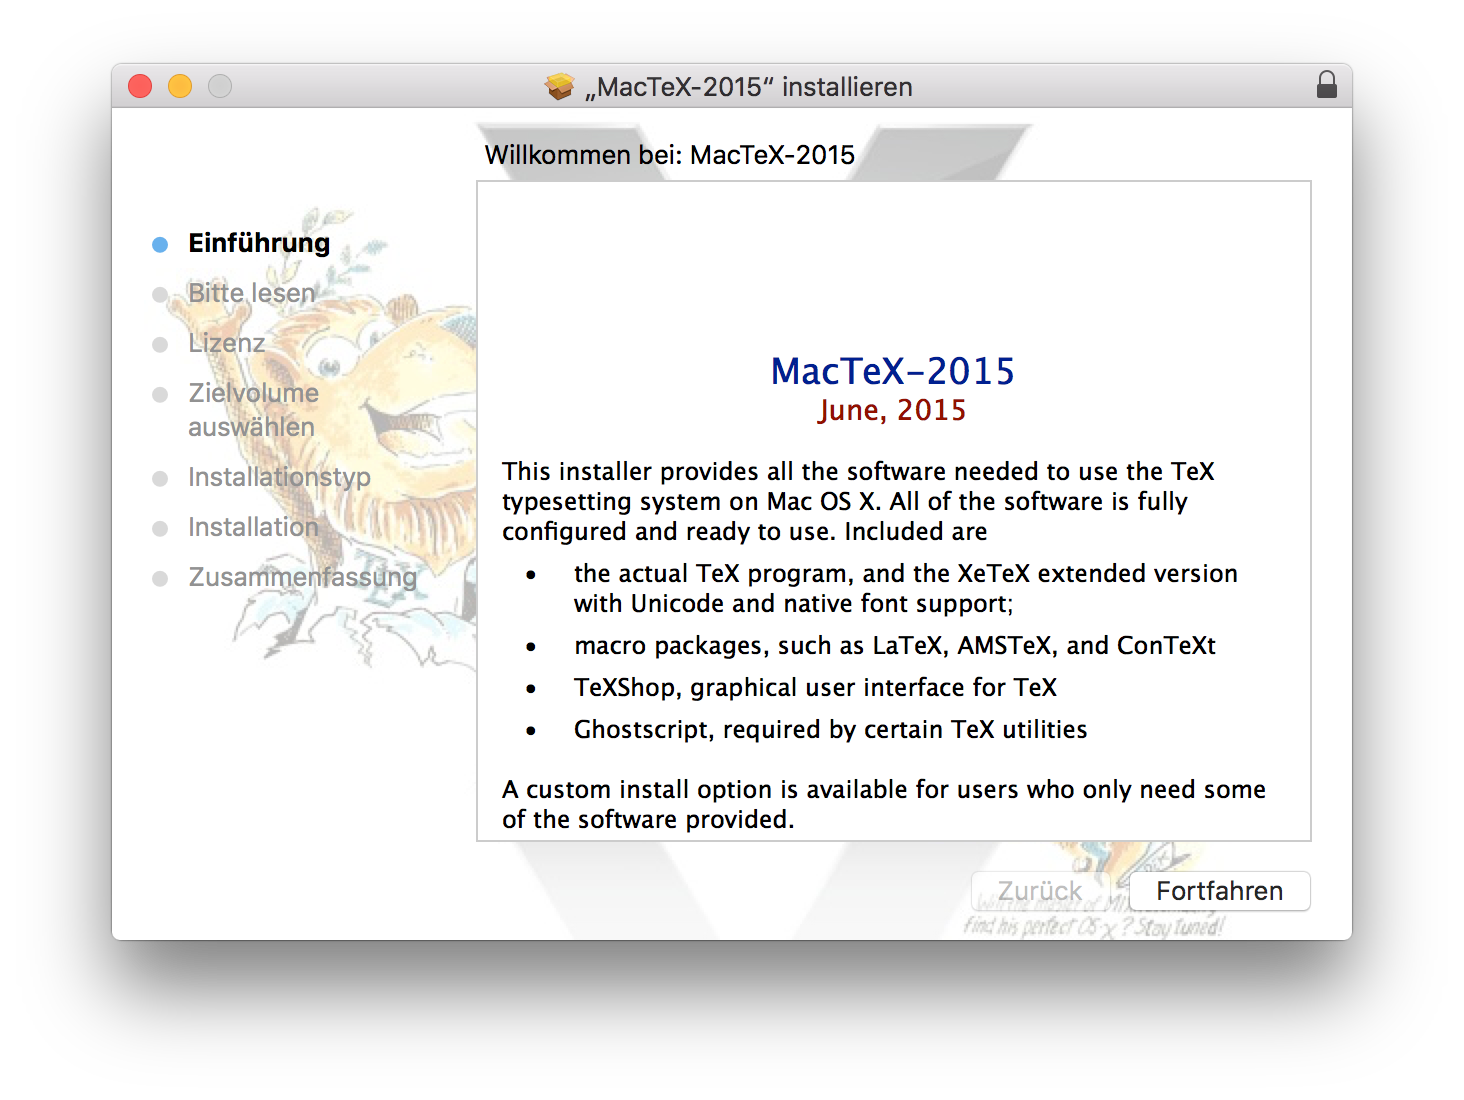 „MacTeX-2015“ installieren
Willkommen bei: MacTeX-2015
Einführung
Bitte lesen
Lizenz
Zielvolume
auswählen
Installationstyp
Installation
Zusammenfassung
MacTeX-2015
June, 2015
This installer provides all the software needed to use the TeX
typesetting system on Mac OS X. All of the software is fully
configured and ready to use. Included are
• the actual TeX program, and the XeTeX extended version
with Unicode and native font support;
• macro packages, such as LaTeX, AMSTeX, and ConTeXt
• TeXShop, graphical user interface for TeX
• Ghostscript, required by certain TeX utilities
A custom install option is available for users who only need some
of the software provided.
Zurück
Fortfahren
find his perfect OS-X? Stay tuned!
TEX